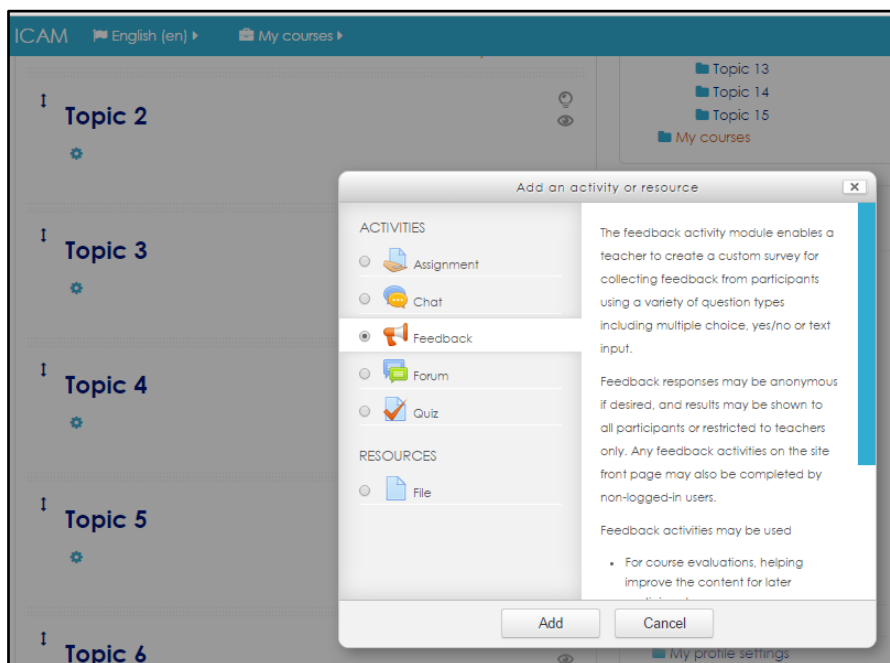 ICAM English (en) My courses
Topic 13
Topic 14
Topic 15
My courses
Topic 2
Topic 3
Topic 4
Topic 5
Topic 6
Add an activity or resource
ACTIVITIES
Assignment
Chat
Feedback
Forum
Quiz
RESOURCES
File
The feedback activity module enables a
teacher to create a custom survey for
collecting feedback from participants
using a variety of question types
including multiple choice, yes/no or text
input.
Feedback responses may be anonymous
if desired, and results may be shown to
all participants or restricted to teachers
only. Any feedback activities on the site
front page may also be completed by
non-logged-in users.
Feedback activities may be used
• For course evaluations, helping
improve the content for later
Add Cancel
My profile settings